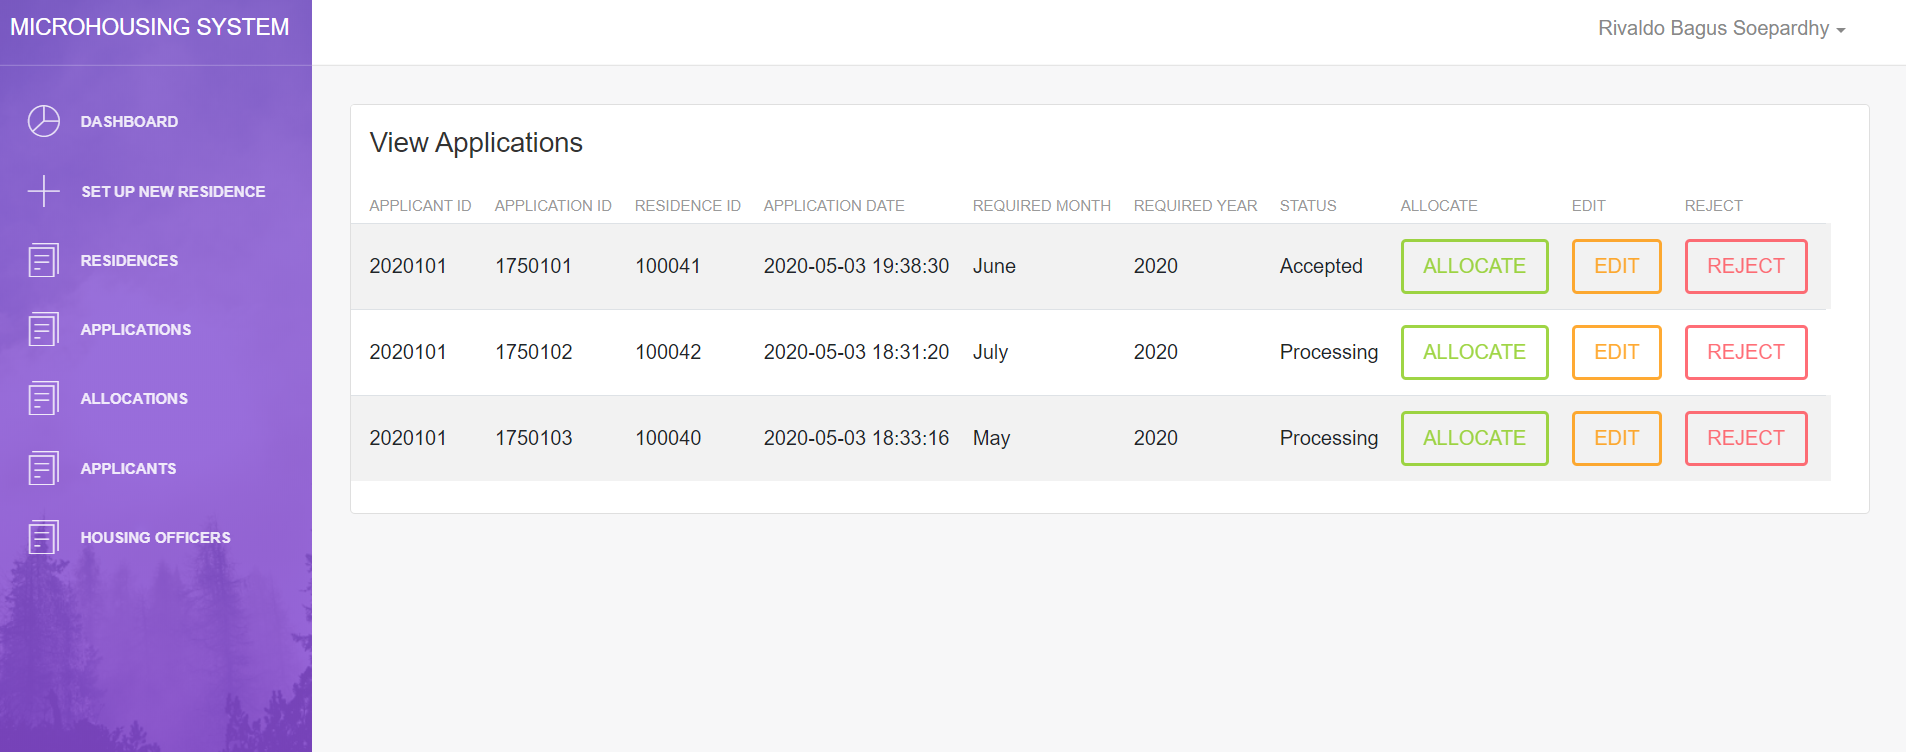 MICROHOUSING SYSTEM
Rivaldo Bagus Soepardhy
DASHBOARD
SET UP NEW RESIDENCE
RESIDENCES
APPLICATIONS
ALLOCATIONS
APPLICANTS
HOUSING OFFICERS
View Applications
APPLICANT ID APPLICATION ID RESIDENCE ID APPLICATION DATE REQUIRED MONTH REQUIRED YEAR STATUS ALLOCATE EDIT REJECT
2020101 1750101 100041 2020-05-03 19:38:30 June 2020 Accepted ALLOCATE EDIT REJECT
2020101 1750102 100042 2020-05-03 18:31:20 July 2020 Processing ALLOCATE EDIT REJECT
2020101 1750103 100040 2020-05-03 18:33:16 May 2020 Processing ALLOCATE EDIT REJECT